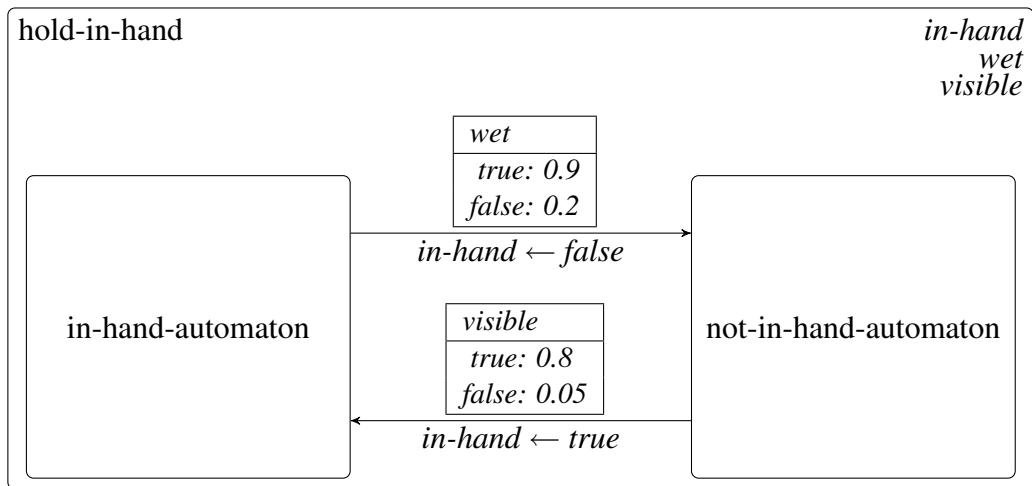 hold-in-hand
in-hand
wet
visible
wet
true: 0.9
false: 0.2
in-hand ← false
in-hand-automaton
not-in-hand-automaton
visible
true: 0.8
false: 0.05
in-hand ← true